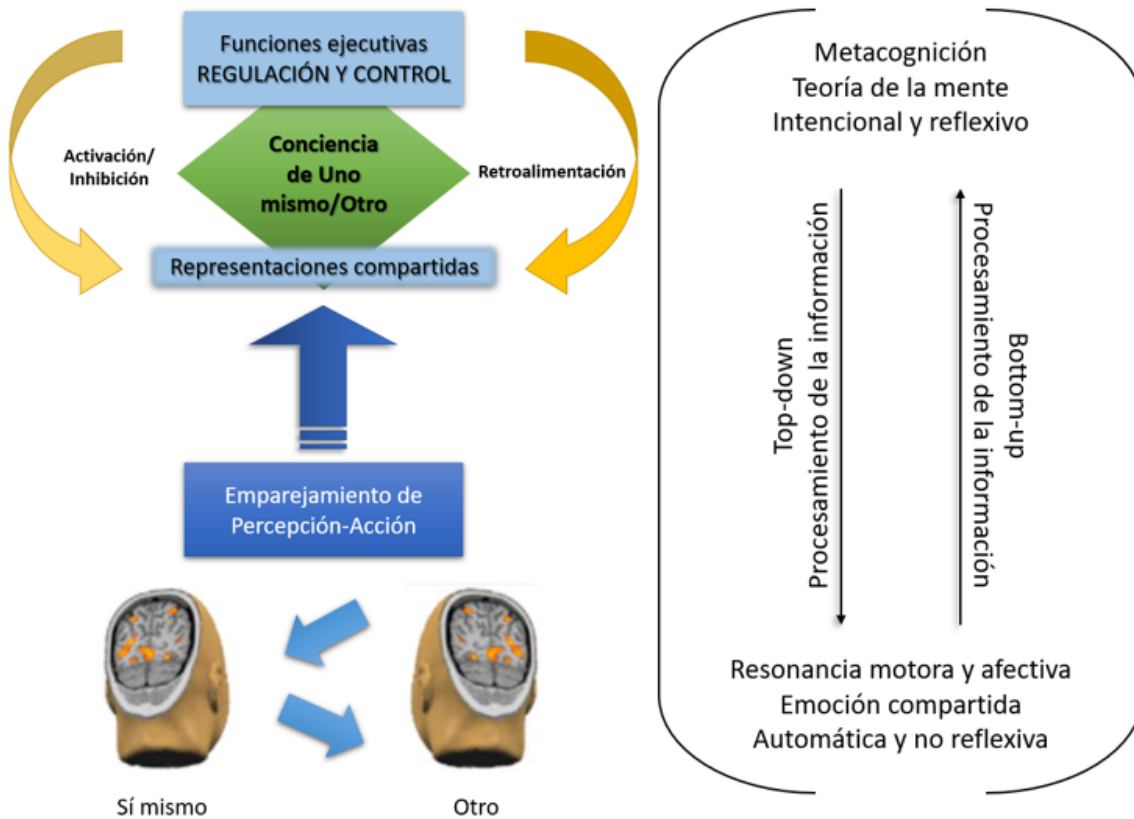 Funciones ejecutivas
REGULACIÓN Y CONTROL
Activación/
Inhibición
Conciencia
de Uno
mismo/Otro
Retroalimentación
Representaciones compartidas
Emparejamiento de
Percepción-Acción
Sí mismo
Otro
Metacognición
Teoría de la mente
Intencional y reflexivo
Top-down
Procesamiento de la información
Procesamiento de la información
Bottom-up
Resonancia motora y afectiva
Emoción compartida
Automática y no reflexiva